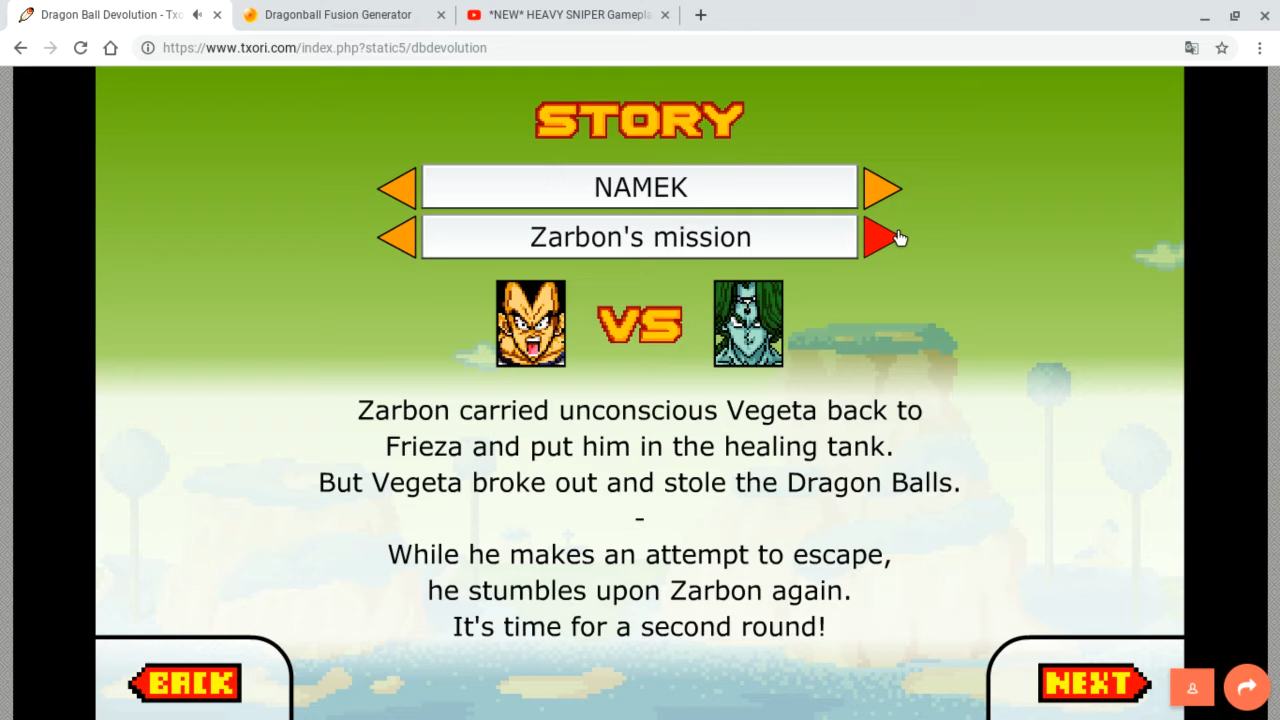 Dragon Ball Devolution - Txo
Dragonball Fusion Generator
*NEW* HEAVY SNIPER Gamepla
https://www.txori.com/index.php?static5/dbdevolution
STORY
NAMEK
Zarbon's mission
VS
Zarbon carried unconscious Vegeta back to
Frieza and put him in the healing tank.
But Vegeta broke out and stole the Dragon Balls.
-
While he makes an attempt to escape,
he stumbles upon Zarbon again.
It's time for a second round!
BACK
NEXT